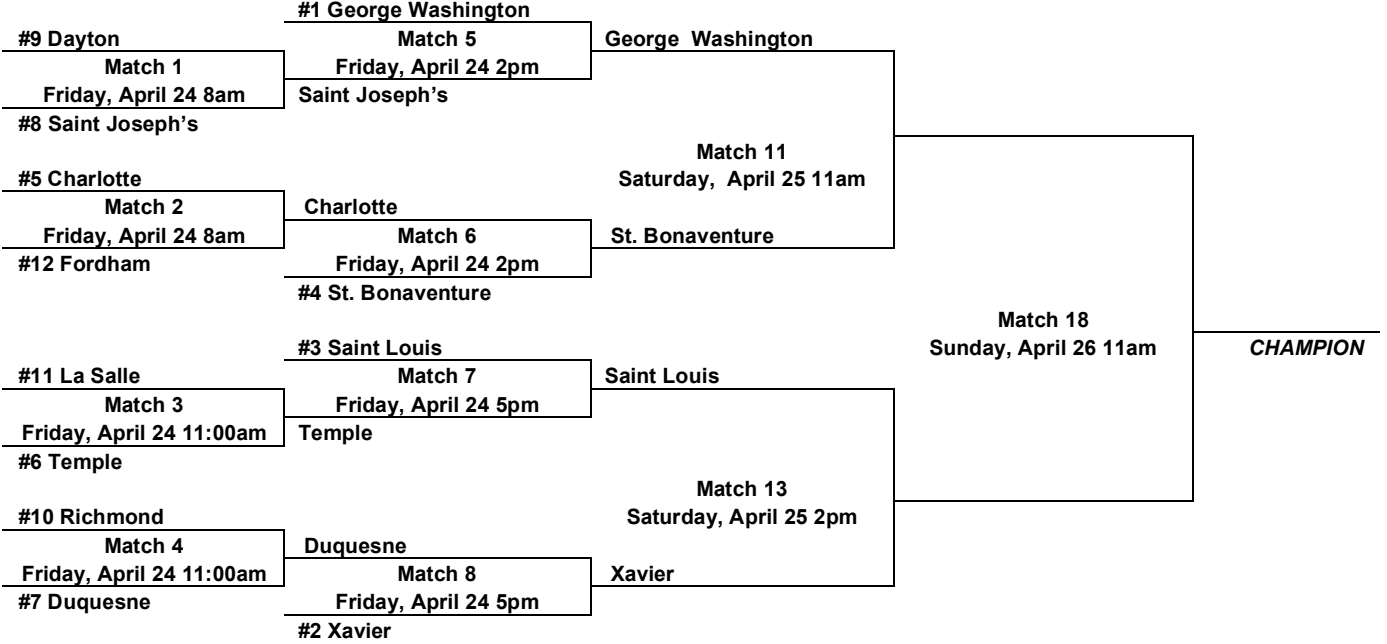 #1 George Washington
#9 Dayton
Match 5
George  Washington
Match 1
Friday, April 24 2pm
Friday, April 24 8am
Saint Joseph’s
#8 Saint Joseph’s
Match 11
#5 Charlotte
Saturday,  April 25 11am
Match 2
Charlotte
Friday, April 24 8am
Match 6
St. Bonaventure
#12 Fordham
Friday, April 24 2pm
#4 St. Bonaventure
Match 18
#3 Saint Louis
Sunday, April 26 11am
CHAMPION
#11 La Salle
Match 7
Saint Louis
Match 3
Friday, April 24 5pm
Friday, April 24 11:00am
Temple
#6 Temple
Match 13
#10 Richmond
Saturday, April 25 2pm
Match 4
Duquesne
Friday, April 24 11:00am
Match 8
Xavier
#7 Duquesne
Friday, April 24 5pm
#2 Xavier